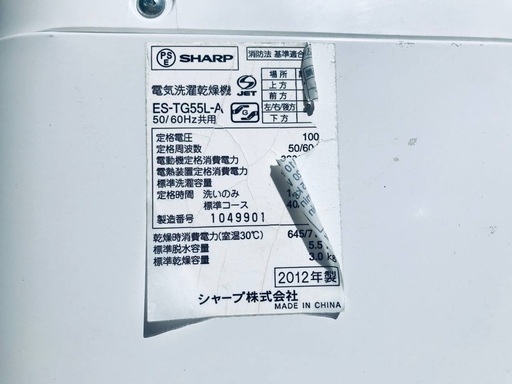 PS
E
SHARP
電気洗濯乾燥機
JET
ES-TG55L-A
50/60Hz共用
消防法 基準適合
場所
上方
前方
左/右/後方
下方
定格電圧 100
定格周波数 50/60
電動機定格消費電力
電熱装置定格消費電力
標準洗濯容量
定格時間 洗いのみ
標準コース 40
製造番号 1049901
乾燥時消費電力(室温30℃) 645/7
標準脱水容量 5.5
標準乾燥容量 3.0 kg
2012年製
シャープ株式会社
MADE IN CHINA